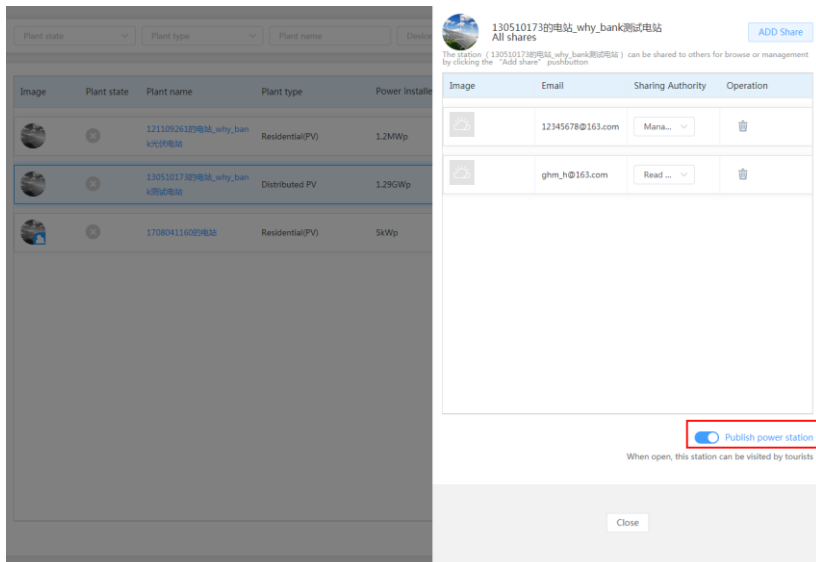 Plant state
Plant type
Plant name
Device
Image Plant state Plant name Plant type Power installe
121109261的电站_why_ban
k光伏电站
Residential(PV)
1.2MWp
130510173的电站_why_ban
k测试电站
Distributed PV
1.29GWp
1708041160的电站
Residential(PV)
5kWp
130510173的电站_why_bank测试电站
All shares
ADD Share
The station （130510173的电站_why_bank测试电站）can be shared to others for browse or management
by clicking the “Add share” pushbutton
Image Email Sharing Authority Operation
12345678@163.com Mana...
ghm_h@163.com Read ...
Publish power station
When open, this station can be visited by tourists
Close